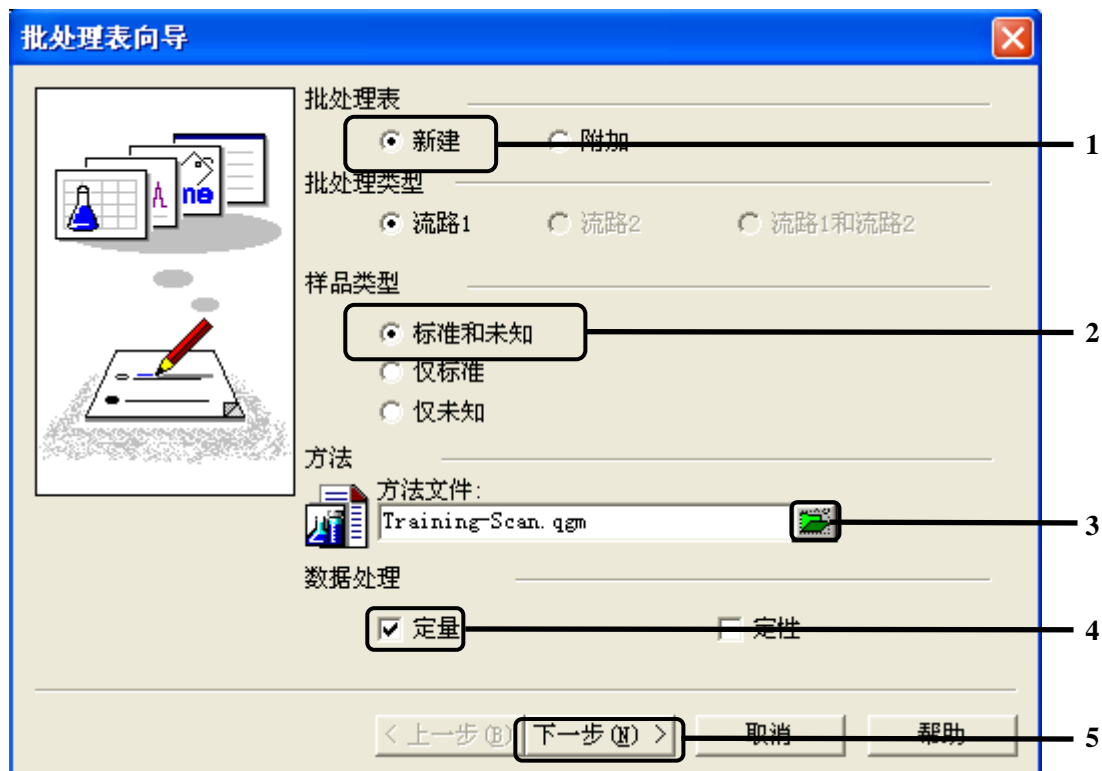 批处理表向导
批处理表
新建 附加 1
批处理类型
流路1 流路2 流路1和流路2
样品类型
标准和未知 2
仅标准
仅未知
方法
方法文件:
Training-Scan.qgm 3
数据处理
定量 定性 4
< 上一步(B) 下一步(N) > 取消 帮助 5
ne